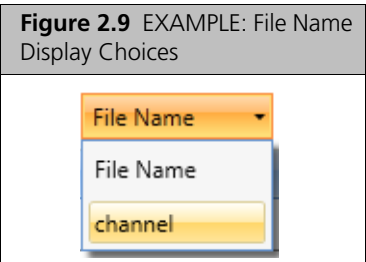 Figure 2.9 EXAMPLE: File Name
Display Choices
File Name
File Name
channel